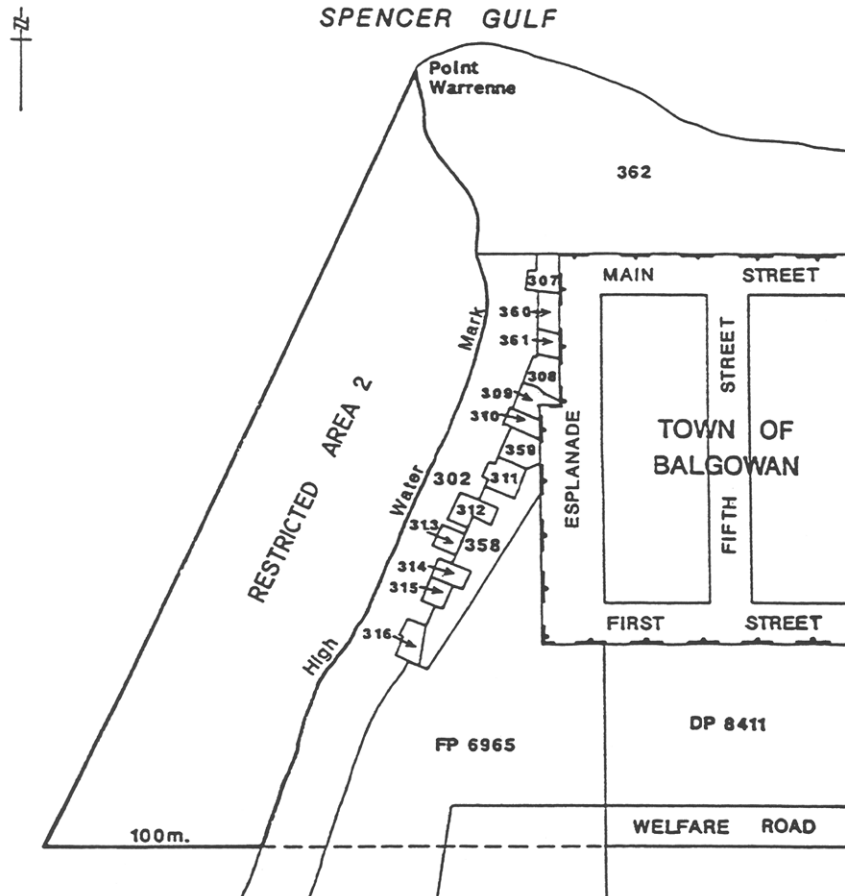 SPENCER GULF
N
Point
Warrenne
362
307
MAIN STREET
360
Mark
361
308
309
310
359
302
311
312
313
358
314
315
316
Water
High
RESTRICTED AREA 2
ESPLANADE
FIFTH STREET
TOWN OF
BALGOWAN
FIRST STREET
FP 6965
DP 8411
100m.
WELFARE ROAD